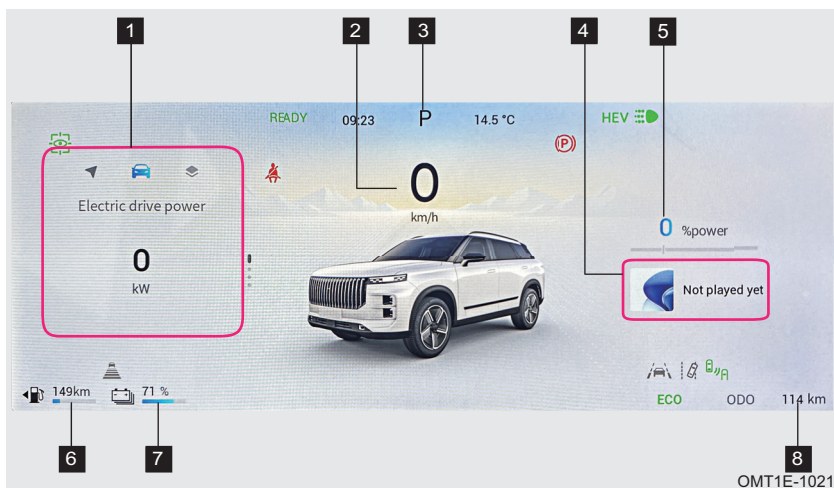 1
2
3
4
5
READY 09:23 P 14.5 °C HEV
(P)
Electric drive power
0
kW
0
km/h
0 %power
Not played yet
A
149km
71 %
ECO ODO 114 km
6
7
8
OMT1E-1021